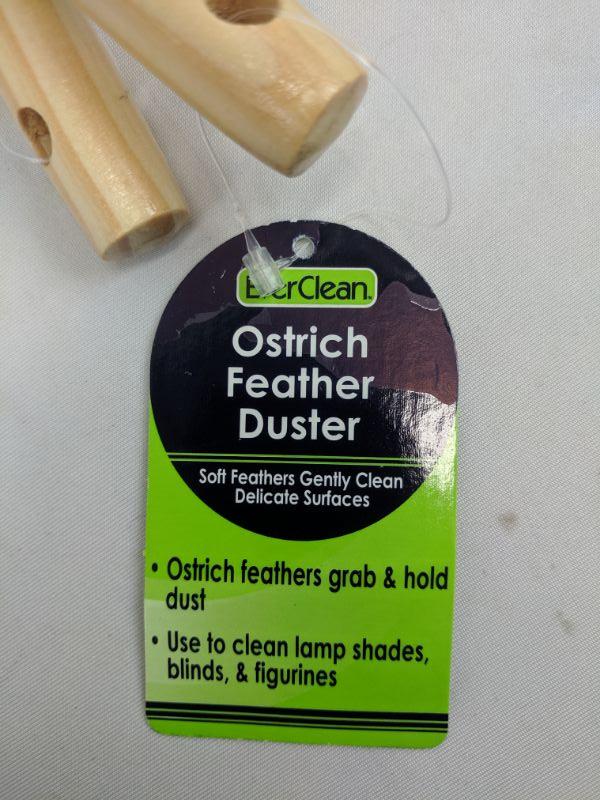 EverClean.
Ostrich
Feather
Duster
Soft Feathers Gently Clean
Delicate Surfaces
• Ostrich feathers grab & hold
dust
• Use to clean lamp shades,
blinds, & figurines